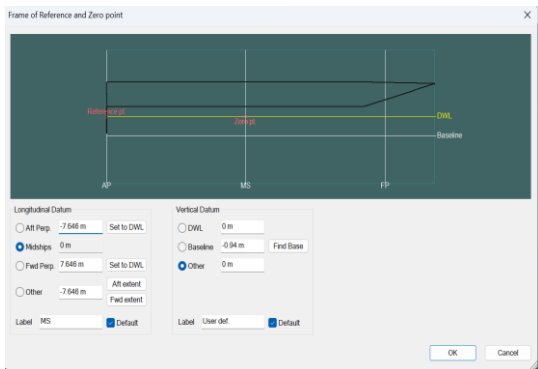 Frame of Reference and Zero point
Reference pt.
DWL
Zero pt.
Baseline
AP MS FP
Longitudinal Datum Vertical Datum
Aft Perp. -7.646 m Set to DWL DWL 0 m
Midships 0 m Baseline -0.94 m Find Base
Fwd Perp. 7.646 m Set to DWL Other 0 m
Aft extent
Other -7.646 m
Fwd extent
Label MS Default Label User def. Default
OK Cancel